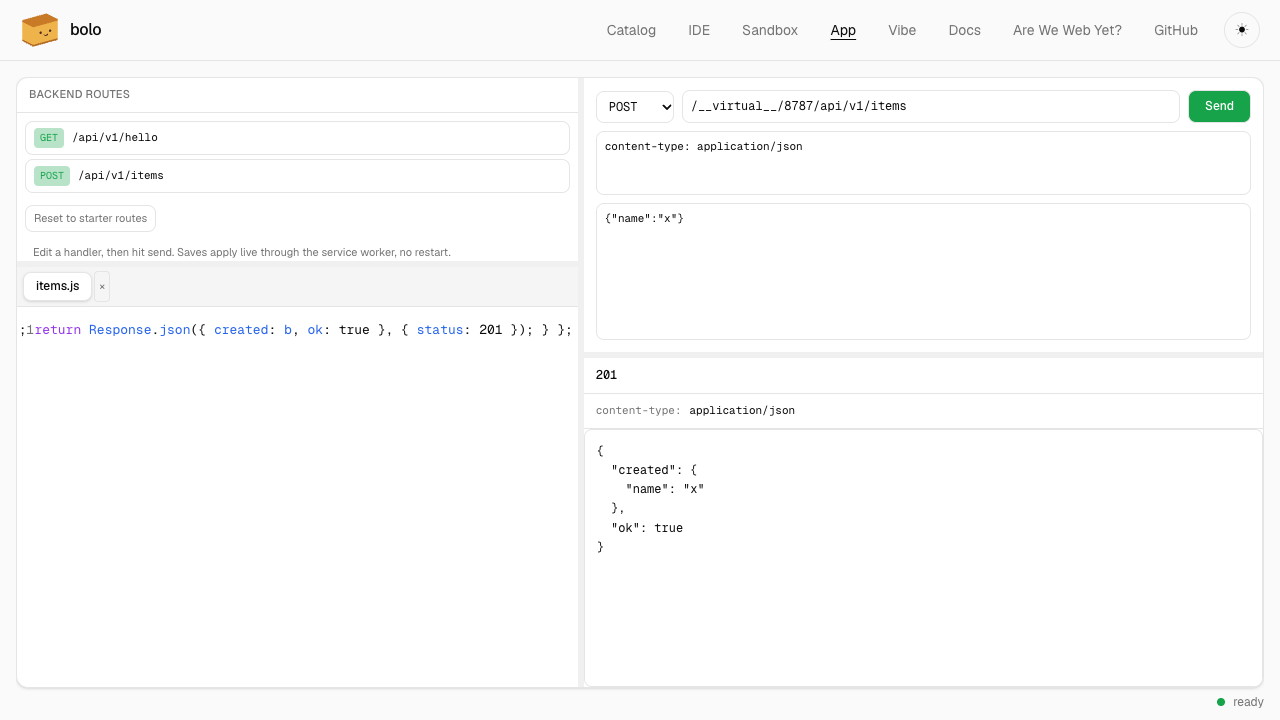 bolo
Catalog IDE Sandbox App Vibe Docs Are We Web Yet? GitHub
BACKEND ROUTES
GET /api/v1/hello
POST /api/v1/items
Reset to starter routes
Edit a handler, then hit send. Saves apply live through the service worker, no restart.
items.js ×
;1return Response.json({ created: b, ok: true }, { status: 201 }); } };
POST /__virtual__/8787/api/v1/items Send
content-type: application/json
{"name":"x"}
201
content-type: application/json
{
  "created": {
    "name": "x"
  },
  "ok": true
}
ready